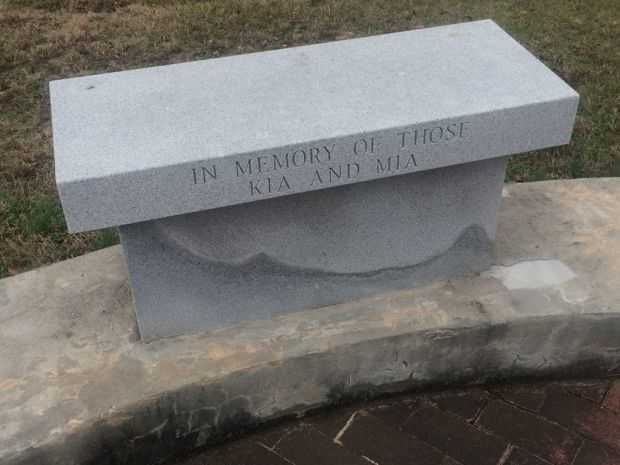 IN MEMORY OF THOSE
KIA AND MIA